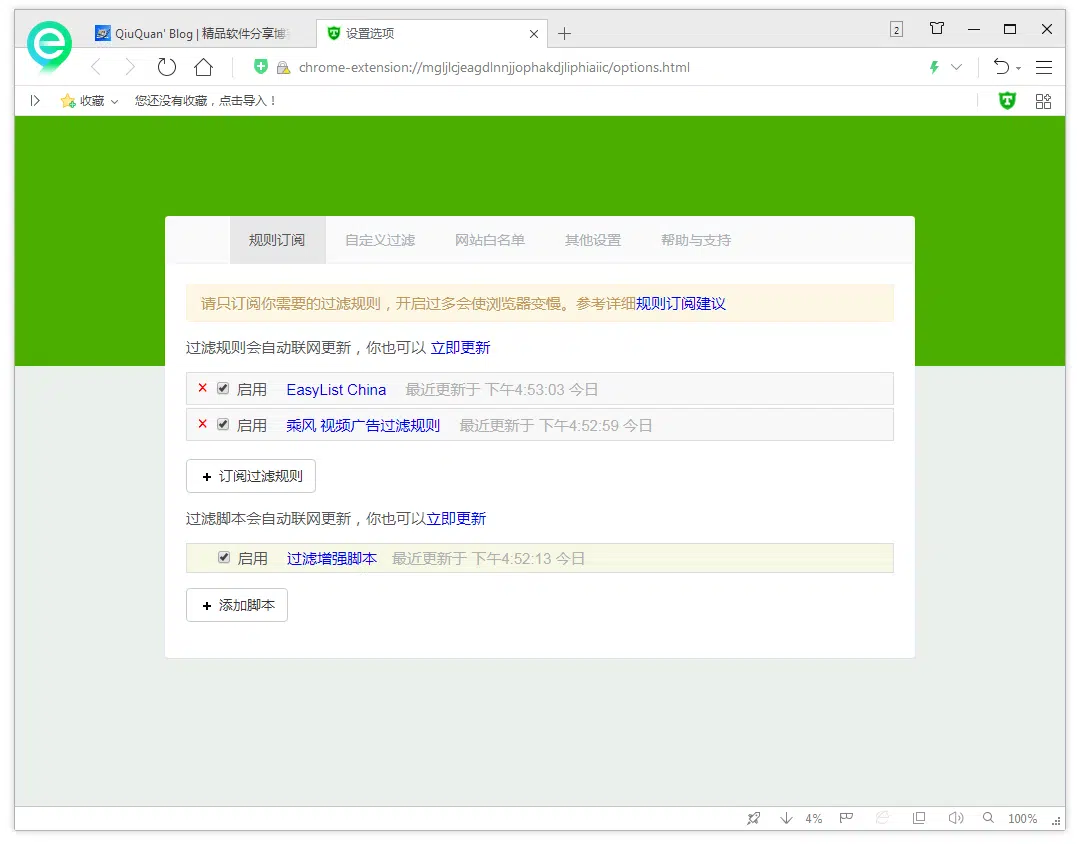 QiuQuan' Blog | 精品软件分享博
设置选项
2
chrome-extension://mgljlcjeagdlnnjjophakdjliphiaiic/options.html
收藏
您还没有收藏，点击导入！
规则订阅 自定义过滤 网站白名单 其他设置 帮助与支持
请只订阅你需要的过滤规则，开启过多会使浏览器变慢。参考详细规则订阅建议
过滤规则会自动联网更新，你也可以 立即更新
启用 EasyList China 最近更新于 下午4:53:03 今日
启用 乘风 视频广告过滤规则 最近更新于 下午4:52:59 今日
+ 订阅过滤规则
过滤脚本会自动联网更新，你也可以立即更新
启用 过滤增强脚本 最近更新于 下午4:52:13 今日
+ 添加脚本
4%
100%